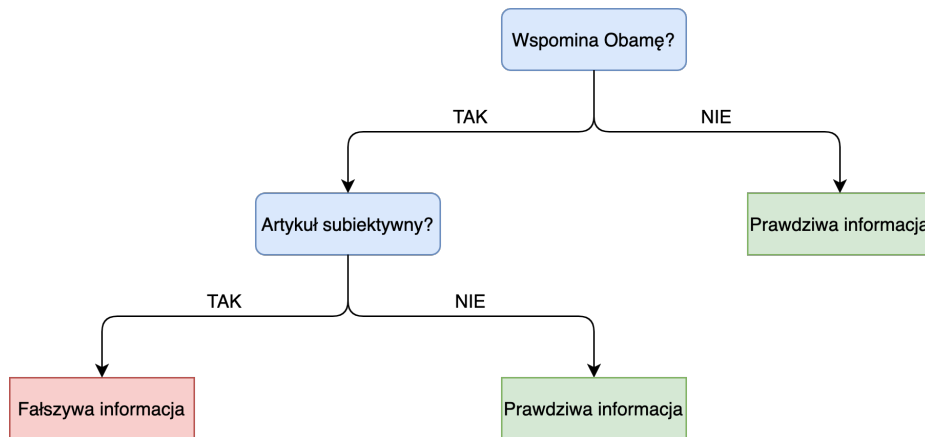 Wspomina Obamę?
TAK
NIE
Artykuł subiektywny?
Prawdziwa informacja
TAK
NIE
Fałszywa informacja
Prawdziwa informacja